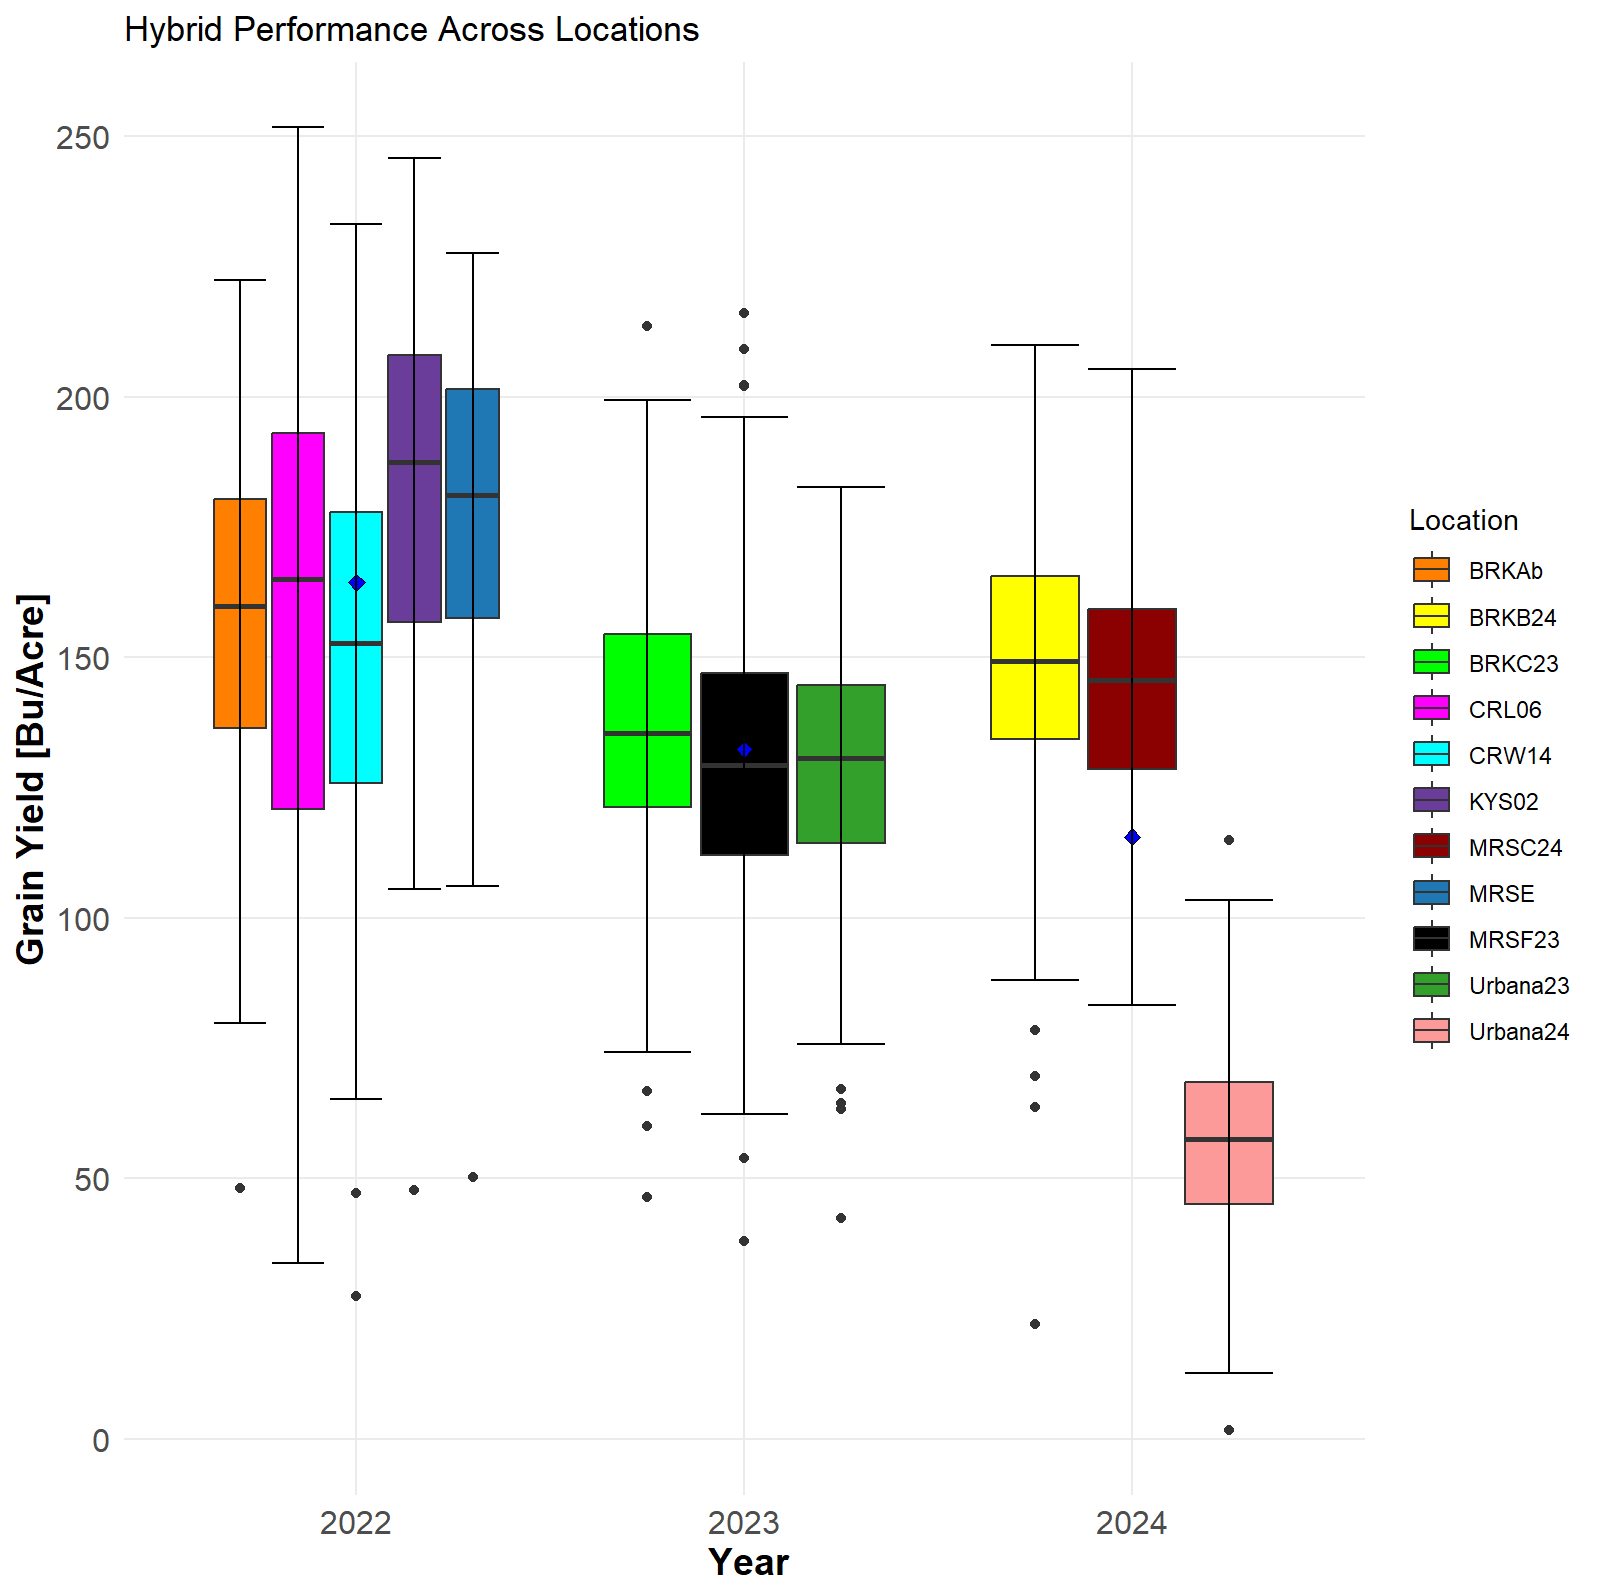 Hybrid Performance Across Locations
Grain Yield [Bu/Acre]
250
200
150
100
50
0
2022
2023
2024
Year
Location
BRKAb
BRKB24
BRKC23
CRL06
CRW14
KYS02
MRSC24
MRSE
MRSF23
Urbana23
Urbana24